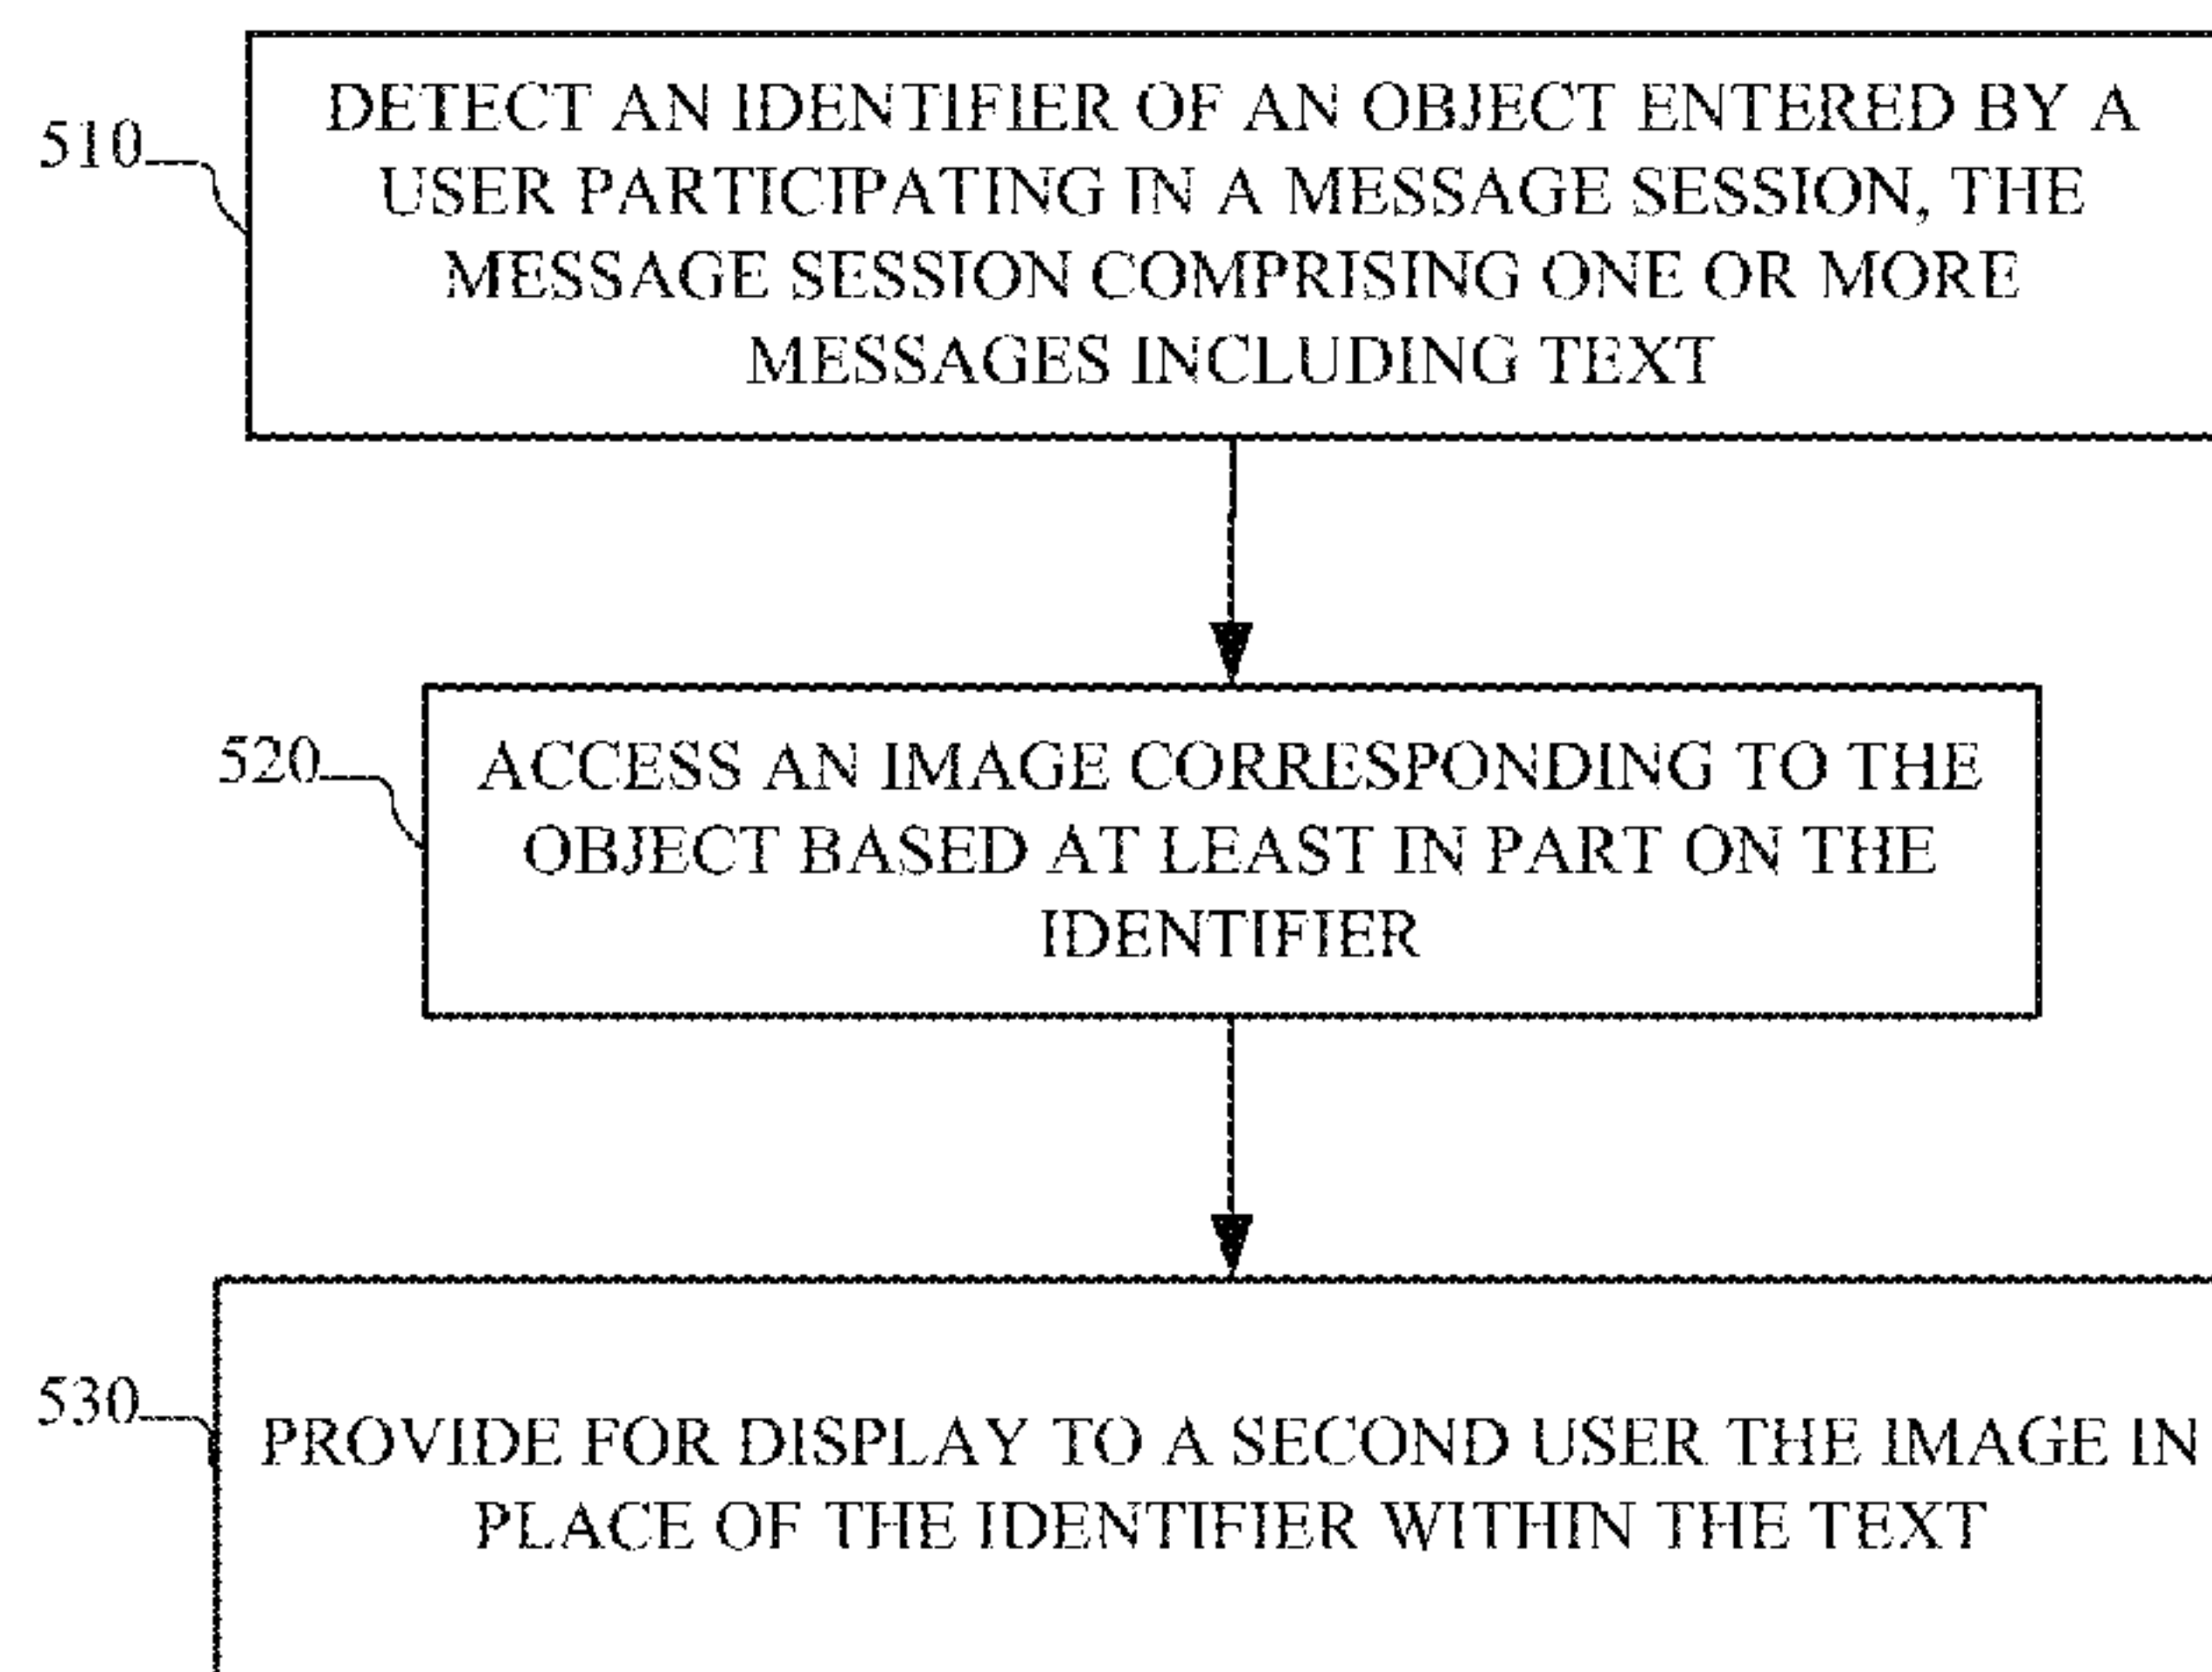 510
DETECT AN IDENTIFIER OF AN OBJECT ENTERED BY A
USER PARTICIPATING IN A MESSAGE SESSION, THE
MESSAGE SESSION COMPRISING ONE OR MORE
MESSAGES INCLUDING TEXT
520
ACCESS AN IMAGE CORRESPONDING TO THE
OBJECT BASED AT LEAST IN PART ON THE
IDENTIFIER
530
PROVIDE FOR DISPLAY TO A SECOND USER THE IMAGE IN
PLACE OF THE IDENTIFIER WITHIN THE TEXT